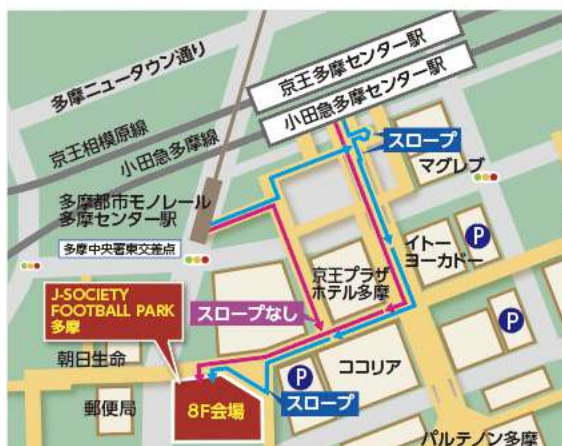 多摩ニュータウン通り
京王多摩センター駅
小田急多摩センター駅
京王相模原線
小田急多摩線
スロープ
マグレブ
多摩都市モノレール
多摩センター駅
多摩中央署東交差点
イトー
ヨーカドー
P
京王プラザ
ホテル多摩
J-SOCIETY
FOOTBALL PARK
多摩
スロープなし
P
朝日生命
ココリア
P
スロープ
郵便局
8F会場
パルテノン多摩